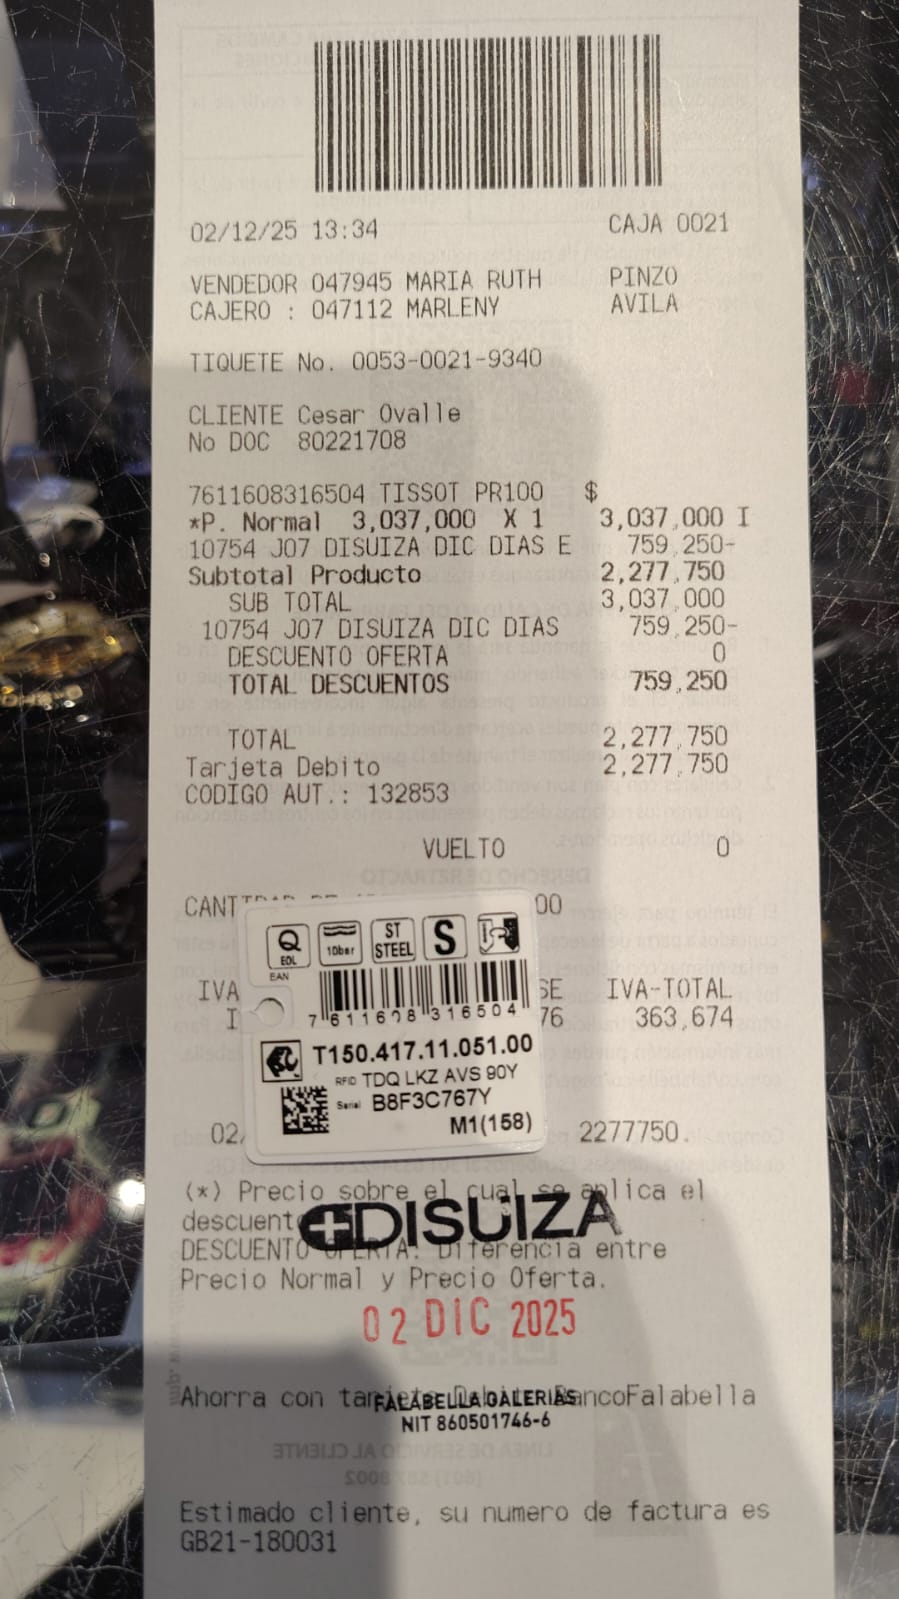 02/12/25 13:34 CAJA 0021
VENDEDOR 047945 MARIA RUTH PINZO
CAJERO : 047112 MARLENY AVILA
TIQUETE No. 0053-0021-9340
CLIENTE Cesar Ovalle
No DOC 80221708
7611608316504 TISSOT PR100 $
*P. Normal 3,037,000 X 1 3,037,000 I
10754 J07 DISUIZA DIC DIAS E 759,250-
Subtotal Producto 2,277,750
SUB TOTAL 3,037,000
10754 J07 DISUIZA DIC DIAS 759,250-
DESCUENTO OFERTA 0
TOTAL DESCUENTOS 759,250
TOTAL 2,277,750
Tarjeta Debito 2,277,750
CODIGO AUT.: 132853
VUELTO 0
CANT 00
Q EOL 10bar ST STEEL S
EAN
IVA SE IVA-TOTAL
7 611608 316504
I 76 363,674
T150.417.11.051.00
RFID TDQ LKZ AVS 90Y
Serial B8F3C767Y
M1(158)
02 2277750.
(*) Precio sobre el cual se aplica el
descuent
DISUIZA
DESCUENTO OFERTA: Diferencia entre
Precio Normal y Precio Oferta.
02 DIC 2025
Ahorra con tarjeta Debito BancoFalabella
FALABELLA GALERIAS
NIT 860501746-6
Estimado cliente, su numero de factura es
GB21-180031